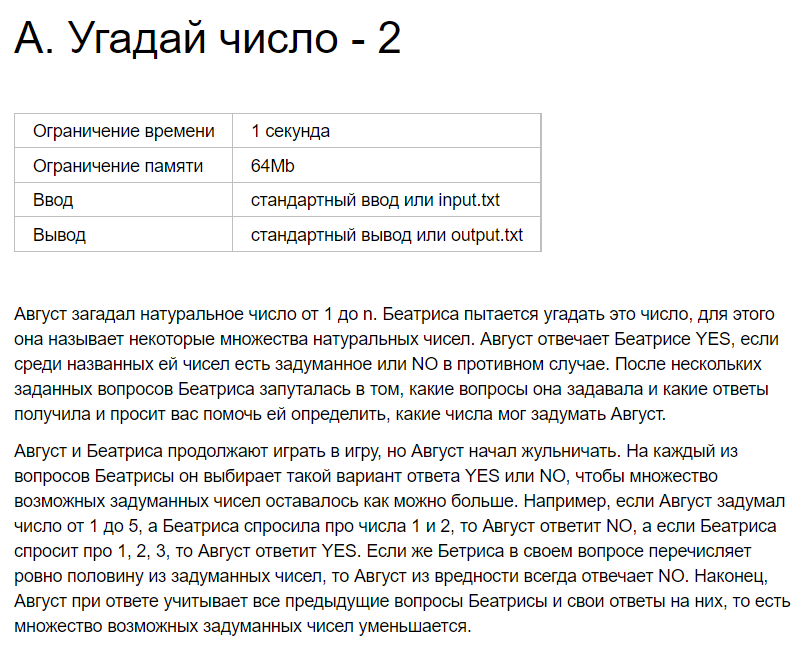 А. Угадай число - 2
Ограничение времени 1 секунда
Ограничение памяти 64Mb
Ввод стандартный ввод или input.txt
Вывод стандартный вывод или output.txt
Август загадал натуральное число от 1 до n. Беатриса пытается угадать это число, для этого
она называет некоторые множества натуральных чисел. Август отвечает Беатрисе YES, если
среди названных ей чисел есть задуманное или NO в противном случае. После нескольких
заданных вопросов Беатриса запуталась в том, какие вопросы она задавала и какие ответы
получила и просит вас помочь ей определить, какие числа мог задумать Август.
Август и Беатриса продолжают играть в игру, но Август начал жульничать. На каждый из
вопросов Беатрисы он выбирает такой вариант ответа YES или NO, чтобы множество
возможных задуманных чисел оставалось как можно больше. Например, если Август задумал
число от 1 до 5, а Беатриса спросила про числа 1 и 2, то Август ответит NO, а если Беатриса
спросит про 1, 2, 3, то Август ответит YES. Если же Бетриса в своем вопросе перечисляет
ровно половину из задуманных чисел, то Август из вредности всегда отвечает NO. Наконец,
Август при ответе учитывает все предыдущие вопросы Беатрисы и свои ответы на них, то есть
множество возможных задуманных чисел уменьшается.